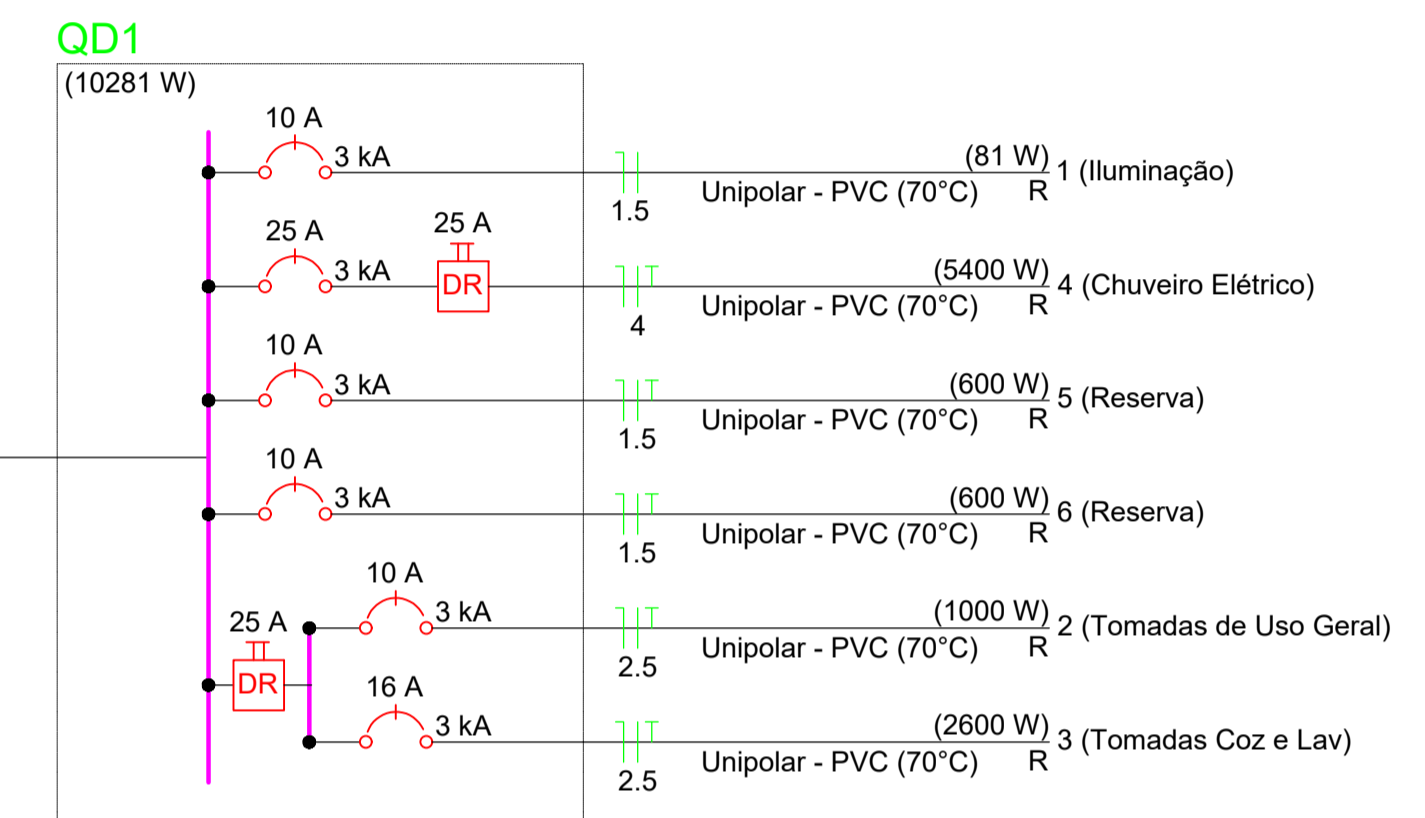 QD1
(10281 W)
10 A
3 kA
1.5
Unipolar - PVC (70°C)
(81 W)
R
1 (Iluminação)
25 A
3 kA
25 A
DR
4
Unipolar - PVC (70°C)
(5400 W)
R
4 (Chuveiro Elétrico)
10 A
3 kA
1.5
Unipolar - PVC (70°C)
(600 W)
R
5 (Reserva)
10 A
3 kA
1.5
Unipolar - PVC (70°C)
(600 W)
R
6 (Reserva)
25 A
DR
10 A
3 kA
2.5
Unipolar - PVC (70°C)
(1000 W)
R
2 (Tomadas de Uso Geral)
16 A
3 kA
2.5
Unipolar - PVC (70°C)
(2600 W)
R
3 (Tomadas Coz e Lav)